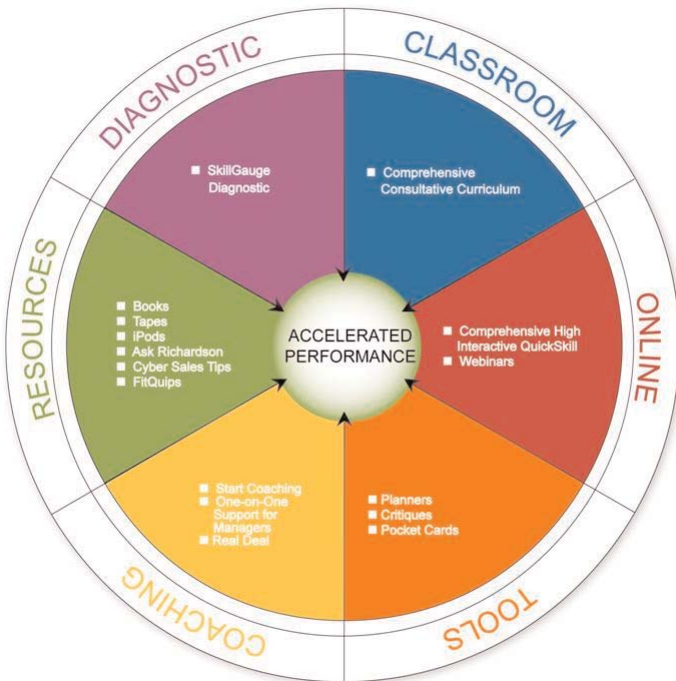 DIAGNOSTIC
CLASSROOM
■ SkillGauge
Diagnostic
■ Comprehensive
Consultative Curriculum
RESOURCES
■ Books
■ Tapes
■ iPods
■ Ask Richardson
■ Cyber Sales Tips
■ FitQuips
ACCELERATED
PERFORMANCE
■ Comprehensive High
Interactive QuickSkill
■ Webinars
ONLINE
■ Start Coaching
■ One-on-One
Support for
Managers
■ Real Deal
■ Planners
■ Critiques
■ Pocket Cards
COACHING
TOOLS